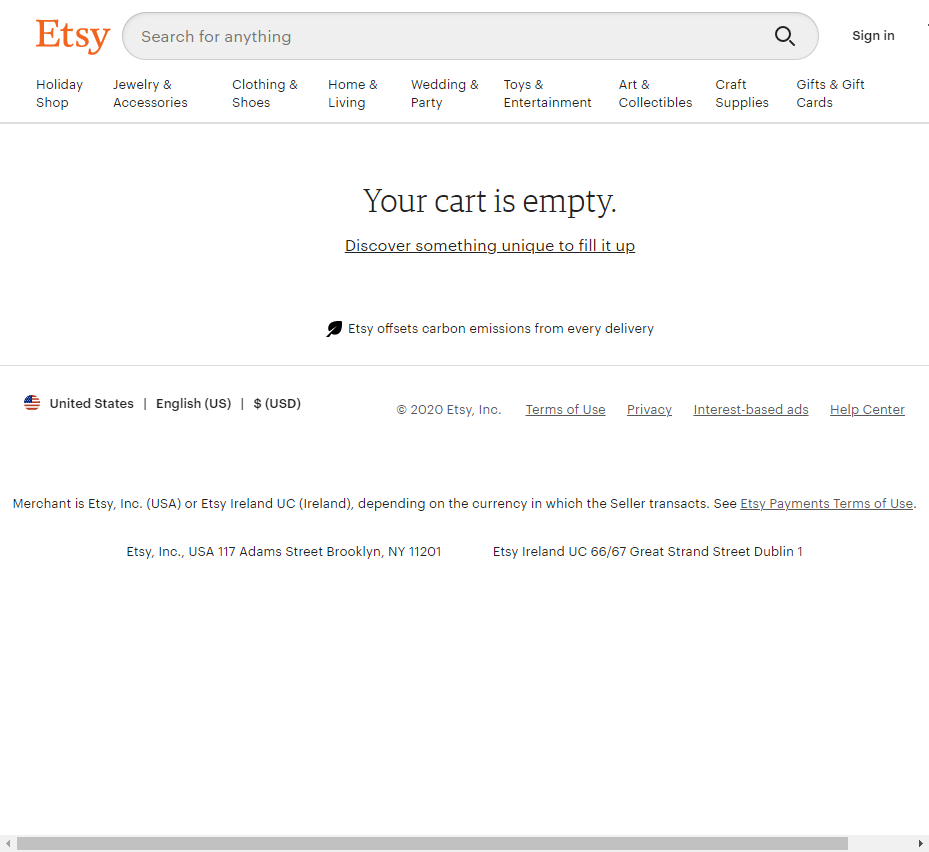 Etsy
Search for anything
Sign in
Holiday Shop
Jewelry & Accessories
Clothing & Shoes
Home & Living
Wedding & Party
Toys & Entertainment
Art & Collectibles
Craft Supplies
Gifts & Gift Cards
Your cart is empty.
Discover something unique to fill it up
Etsy offsets carbon emissions from every delivery
United States | English (US) | $ (USD)
© 2020 Etsy, Inc. Terms of Use Privacy Interest-based ads Help Center
Merchant is Etsy, Inc. (USA) or Etsy Ireland UC (Ireland), depending on the currency in which the Seller transacts. See Etsy Payments Terms of Use.
Etsy, Inc., USA 117 Adams Street Brooklyn, NY 11201
Etsy Ireland UC 66/67 Great Strand Street Dublin 1